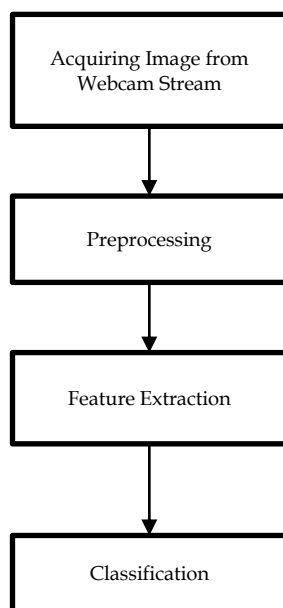 Acquiring Image from
Webcam Stream
Preprocessing
Feature Extraction
Classification